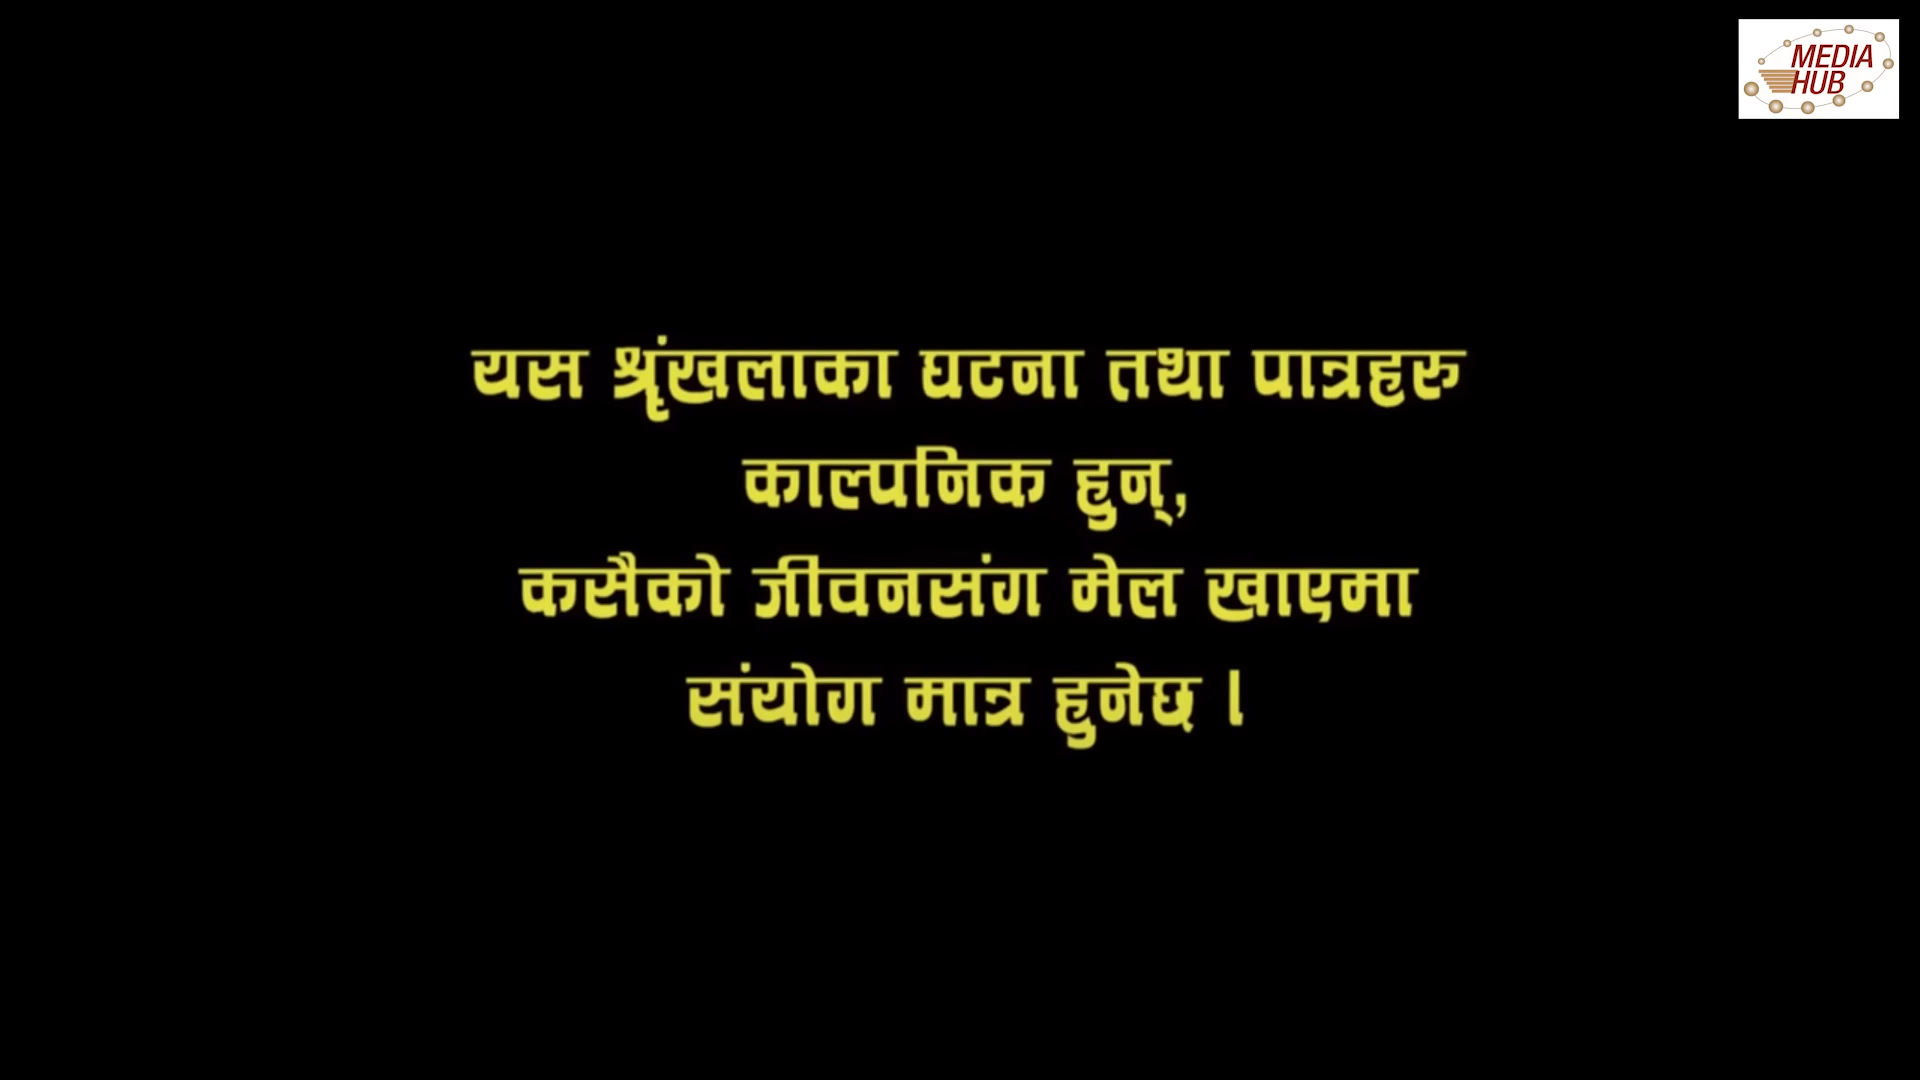 MEDIA
HUB
यस श्रृंखलाका घटना तथा पात्रहरु
काल्पनिक हुन्,
कसैको जीवनसंग मेल खाएमा
संयोग मात्र हुनेछ ।